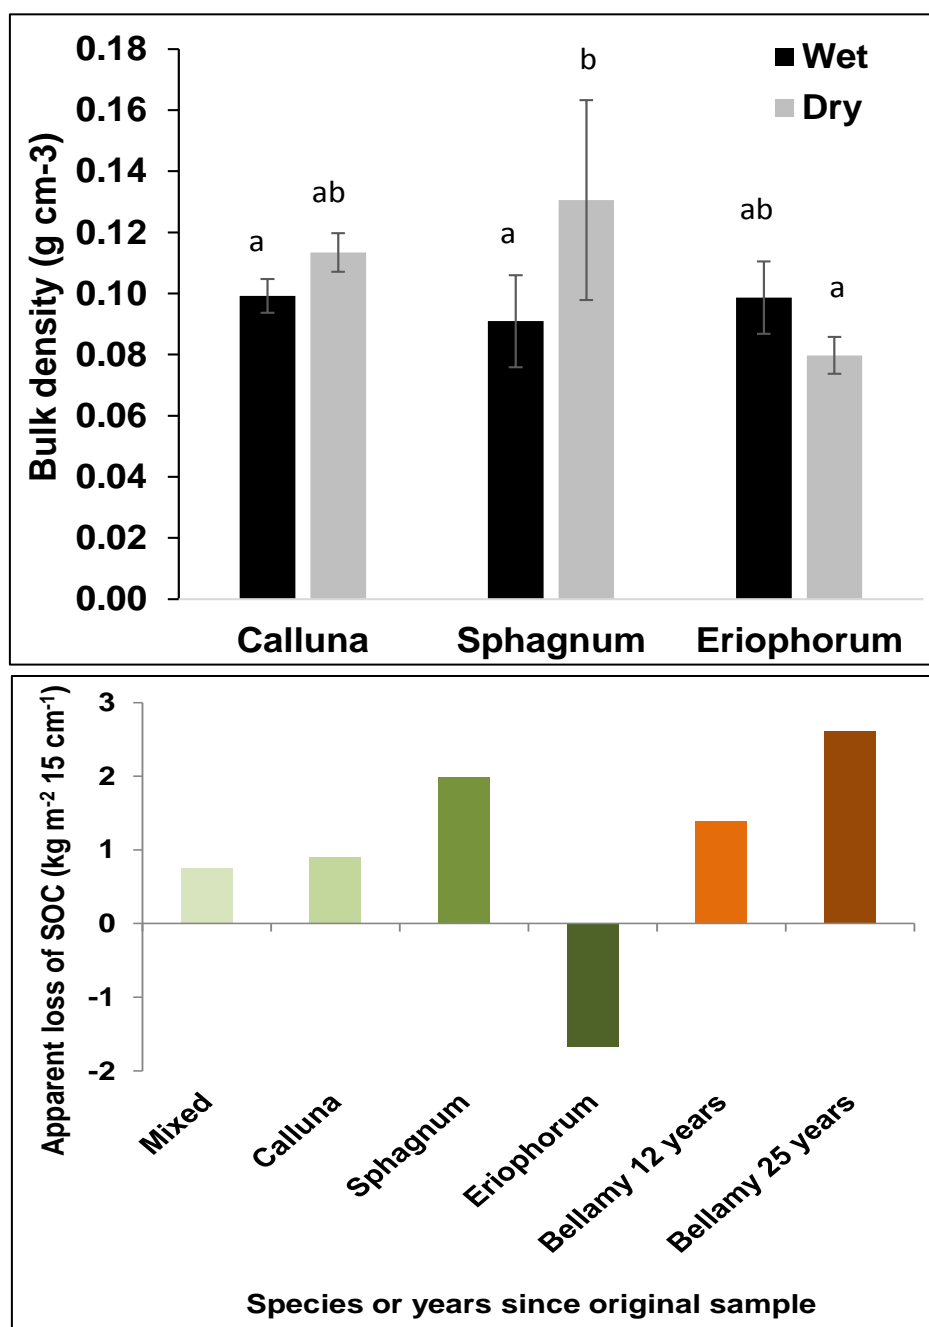 0.18
0.16
0.14
0.12
0.10
0.08
0.06
0.04
0.02
0.00
Bulk density (g cm-3)
Wet
Dry
a
ab
a
b
ab
a
Calluna
Sphagnum
Eriophorum
3
2
1
0
-1
-2
Apparent loss of SOC (kg m⁻² 15 cm⁻¹)
Mixed
Calluna
Sphagnum
Eriophorum
Bellamy 12 years
Bellamy 25 years
Species or years since original sample